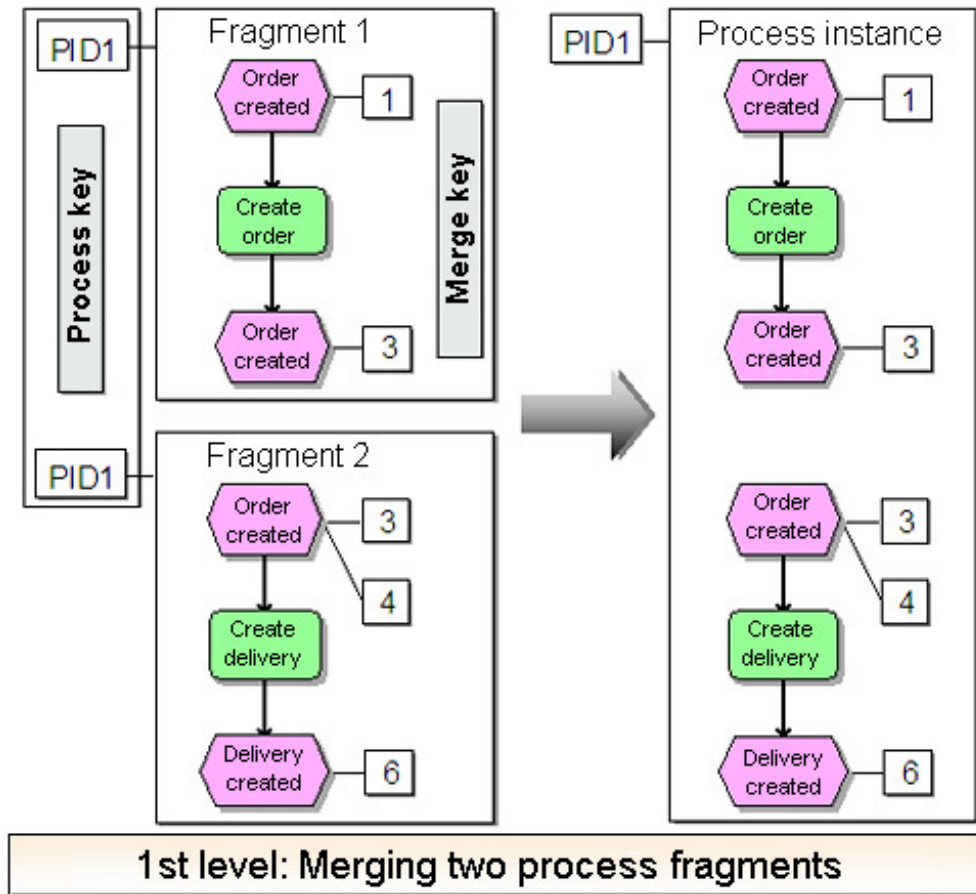 PID1
Process key
PID1
Fragment 1
Order
created
1
Create
order
Order
created
3
Merge key
Fragment 2
Order
created
3
4
Create
delivery
Delivery
created
6
PID1
Process instance
Order
created
1
Create
order
Order
created
3
Order
created
3
4
Create
delivery
Delivery
created
6
1st level: Merging two process fragments